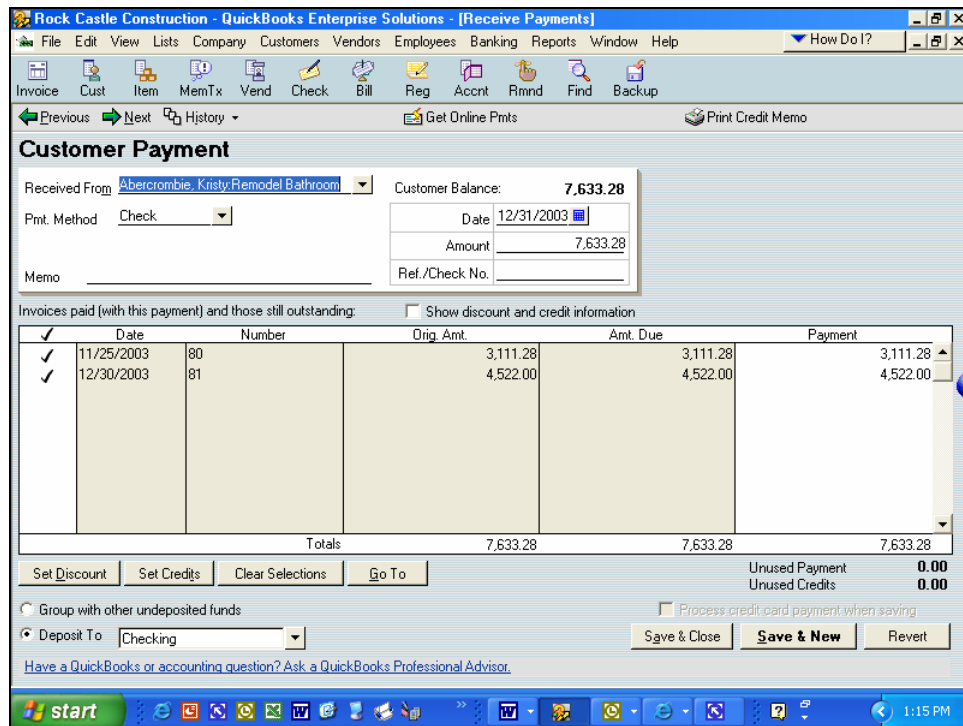 Rock Castle Construction - QuickBooks Enterprise Solutions - [Receive Payments]
File Edit View Lists Company Customers Vendors Employees Banking Reports Window Help How Do I?
Invoice Cust Item MemTx Vend Check Bill Reg Accnt Rmnd Find Backup
Previous Next History Get Online Pmts Print Credit Memo
Customer Payment
Received From Abercrombie, Kristy:Remodel Bathroom Customer Balance: 7,633.28
Pmt. Method Check Date 12/31/2003
Amount 7,633.28
Memo Ref./Check No.
Invoices paid (with this payment) and those still outstanding: Show discount and credit information
✓ Date Number Orig. Amt. Amt. Due Payment
✓ 11/25/2003 80 3,111.28 3,111.28 3,111.28
✓ 12/30/2003 81 4,522.00 4,522.00 4,522.00
Totals 7,633.28 7,633.28 7,633.28
Set Discount Set Credits Clear Selections Go To Unused Payment 0.00
Unused Credits 0.00
Group with other undeposited funds Process credit card payment when saving
Deposit To Checking Save & Close Save & New Revert
Have a QuickBooks or accounting question? Ask a QuickBooks Professional Advisor.
start 1:15 PM